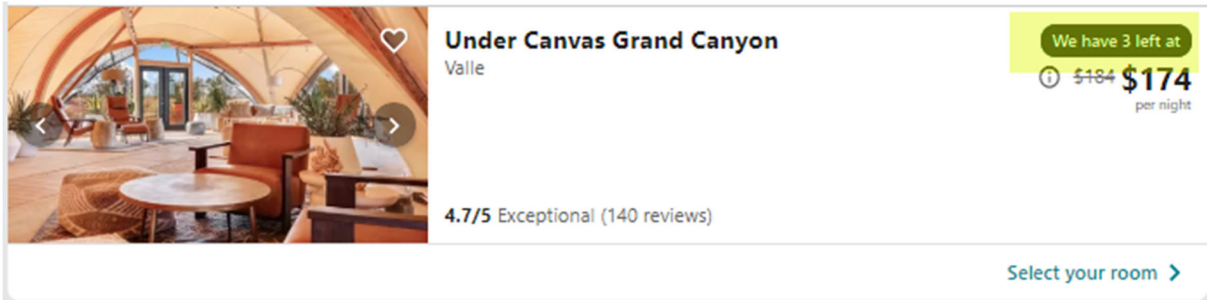 Under Canvas Grand Canyon
Valle
We have 3 left at
$184 $174
per night
4.7/5 Exceptional (140 reviews)
Select your room